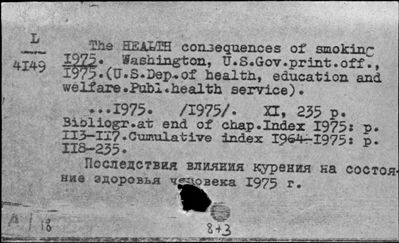 L
4149
The HEALTH consequences of smoking
1975. Washington, U.S.Gov.print.off.,
1975.(U.S.Dep.of health, education and
welfare.Publ.health service).
...1975. /1975/. XI, 235 p.
Bibliogr.at end of chap.Index 1975: p.
113-117.Cumulative index 1964-1975: p.
118-235.
Последствия влияния курения на состоя-
ние здоровья человека 1975 г.
А/18
8+3